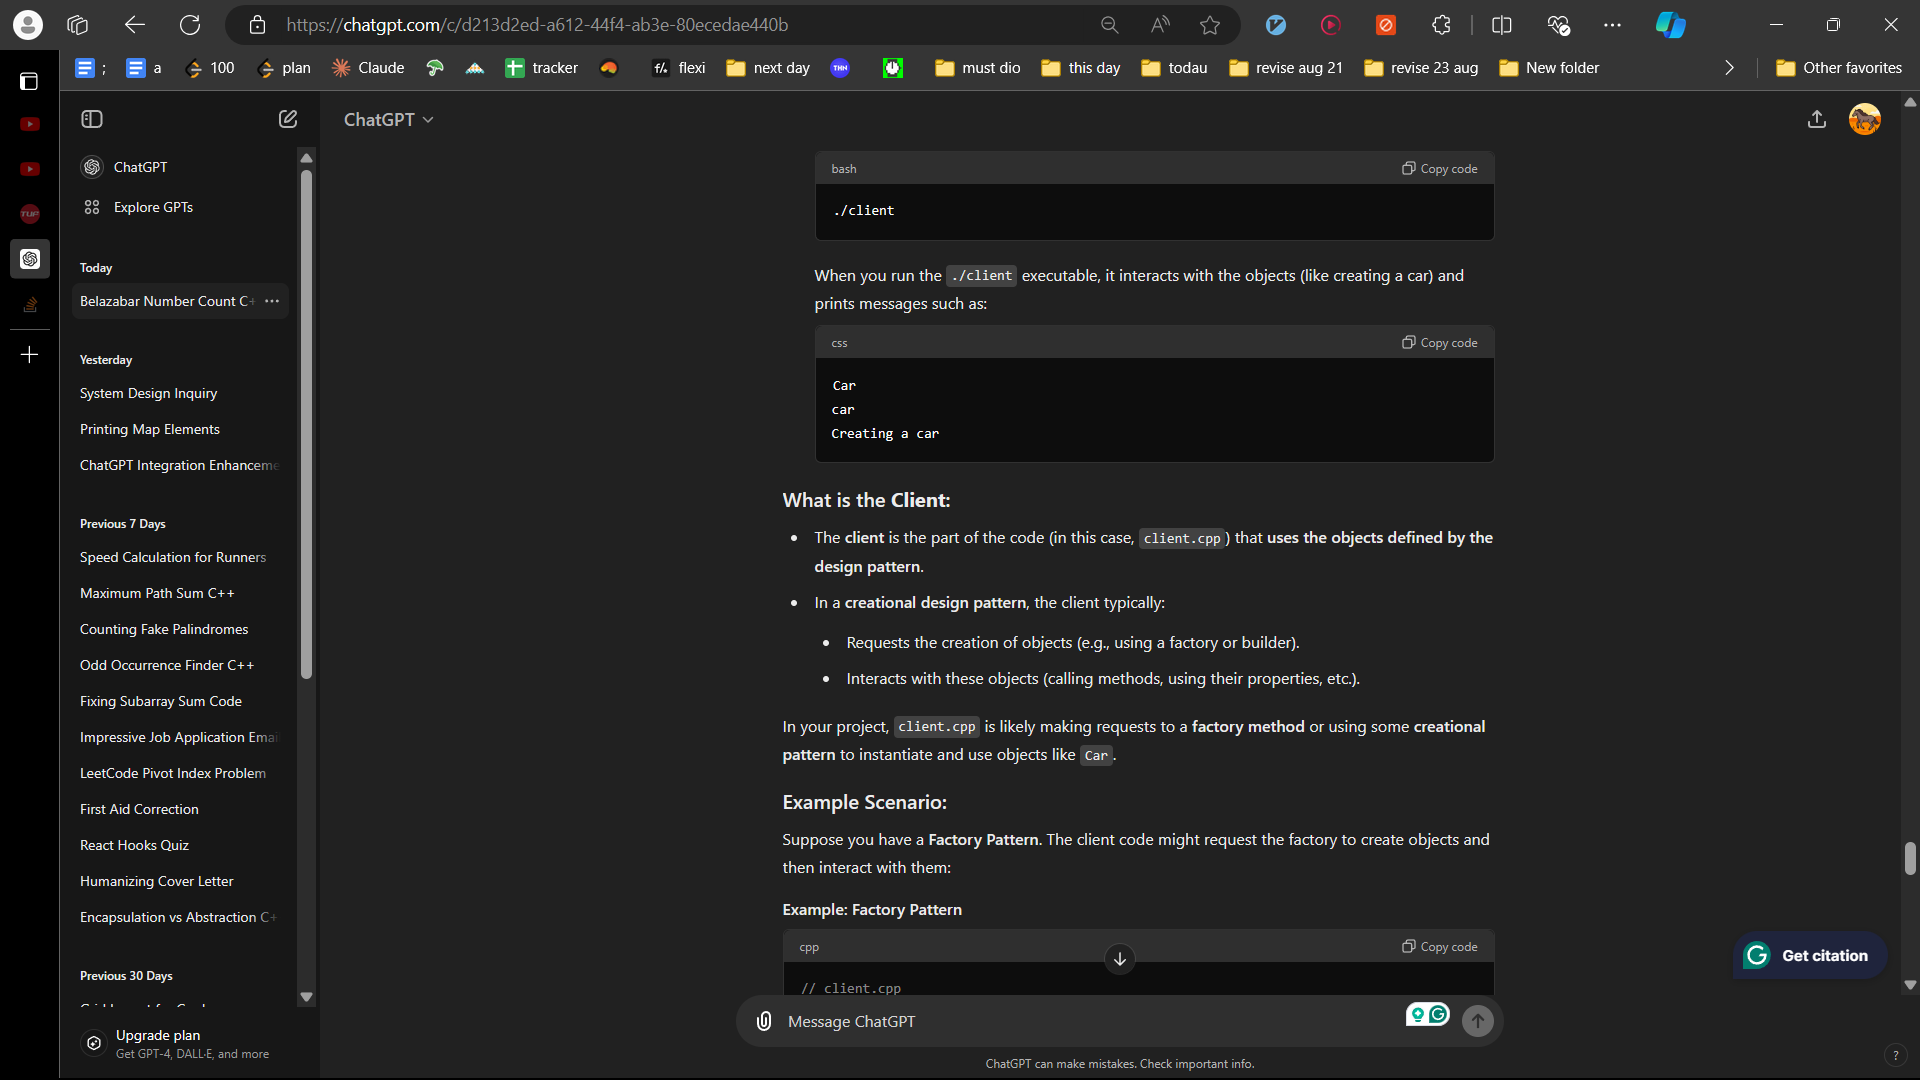 https://chatgpt.com/c/d213d2ed-a612-44f4-ab3e-80ecedae440b
;
a
100
plan
Claude
tracker
flexi
next day
must dio
this day
todau
revise aug 21
revise 23 aug
New folder
Other favorites
ChatGPT
Explore GPTs
Today
Belazabar Number Count C+
Yesterday
System Design Inquiry
Printing Map Elements
ChatGPT Integration Enhanceme
Previous 7 Days
Speed Calculation for Runners
Maximum Path Sum C++
Counting Fake Palindromes
Odd Occurrence Finder C++
Fixing Subarray Sum Code
Impressive Job Application Emai
LeetCode Pivot Index Problem
First Aid Correction
React Hooks Quiz
Humanizing Cover Letter
Encapsulation vs Abstraction C+
Previous 30 Days
Upgrade plan
Get GPT-4, DALL·E, and more
ChatGPT
bash
Copy code
./client
When you run the ./client executable, it interacts with the objects (like creating a car) and
prints messages such as:
css
Copy code
Car
car
Creating a car
What is the Client:
• The client is the part of the code (in this case, client.cpp) that uses the objects defined by the
design pattern.
• In a creational design pattern, the client typically:
• Requests the creation of objects (e.g., using a factory or builder).
• Interacts with these objects (calling methods, using their properties, etc.).
In your project, client.cpp is likely making requests to a factory method or using some creational
pattern to instantiate and use objects like Car.
Example Scenario:
Suppose you have a Factory Pattern. The client code might request the factory to create objects and
then interact with them:
Example: Factory Pattern
cpp
Copy code
// client.cpp
Message ChatGPT
ChatGPT can make mistakes. Check important info.
Get citation
?